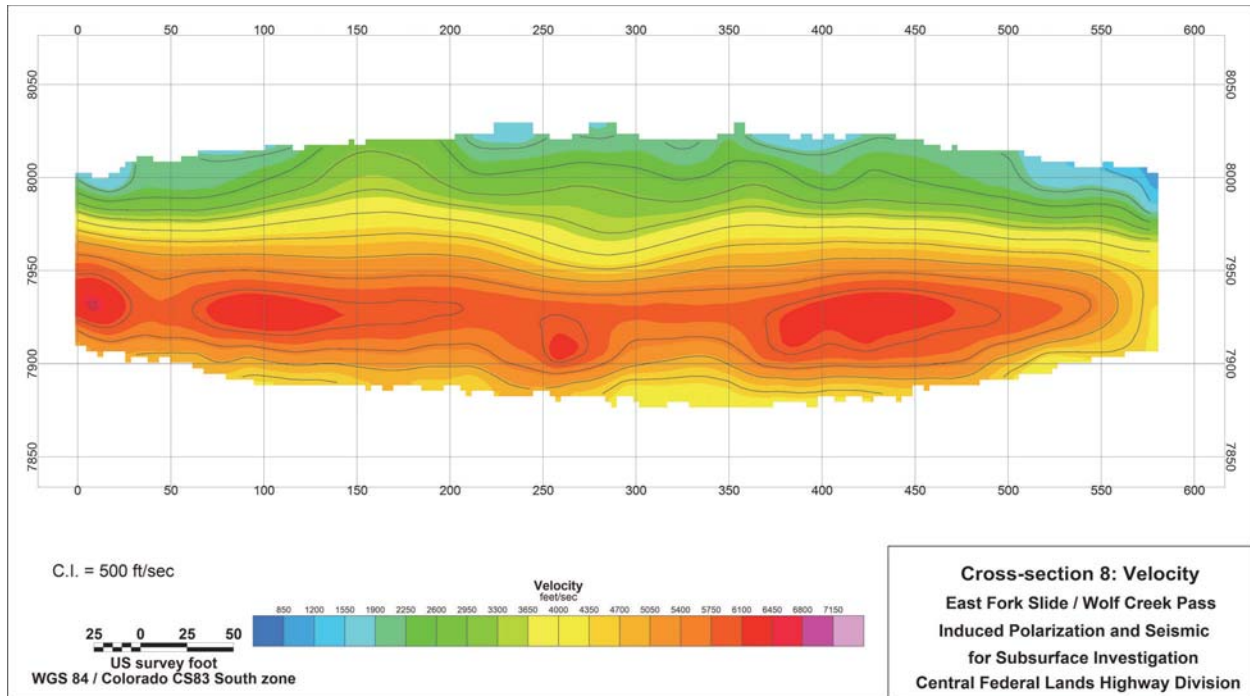 0 50 100 150 200 250 300 350 400 450 500 550 600
8050 8050
8000 8000
7950 7950
7900 7900
7850 7850
0 50 100 150 200 250 300 350 400 450 500 550 600
C.I. = 500 ft/sec
Velocity
feet/sec
850 1200 1550 1900 2250 2600 2950 3300 3650 4000 4350 4700 5050 5400 5750 6100 6450 6800 7150
25 0 25 50
US survey foot
WGS 84 / Colorado CS83 South zone
Cross-section 8: Velocity
East Fork Slide / Wolf Creek Pass
Induced Polarization and Seismic
for Subsurface Investigation
Central Federal Lands Highway Division